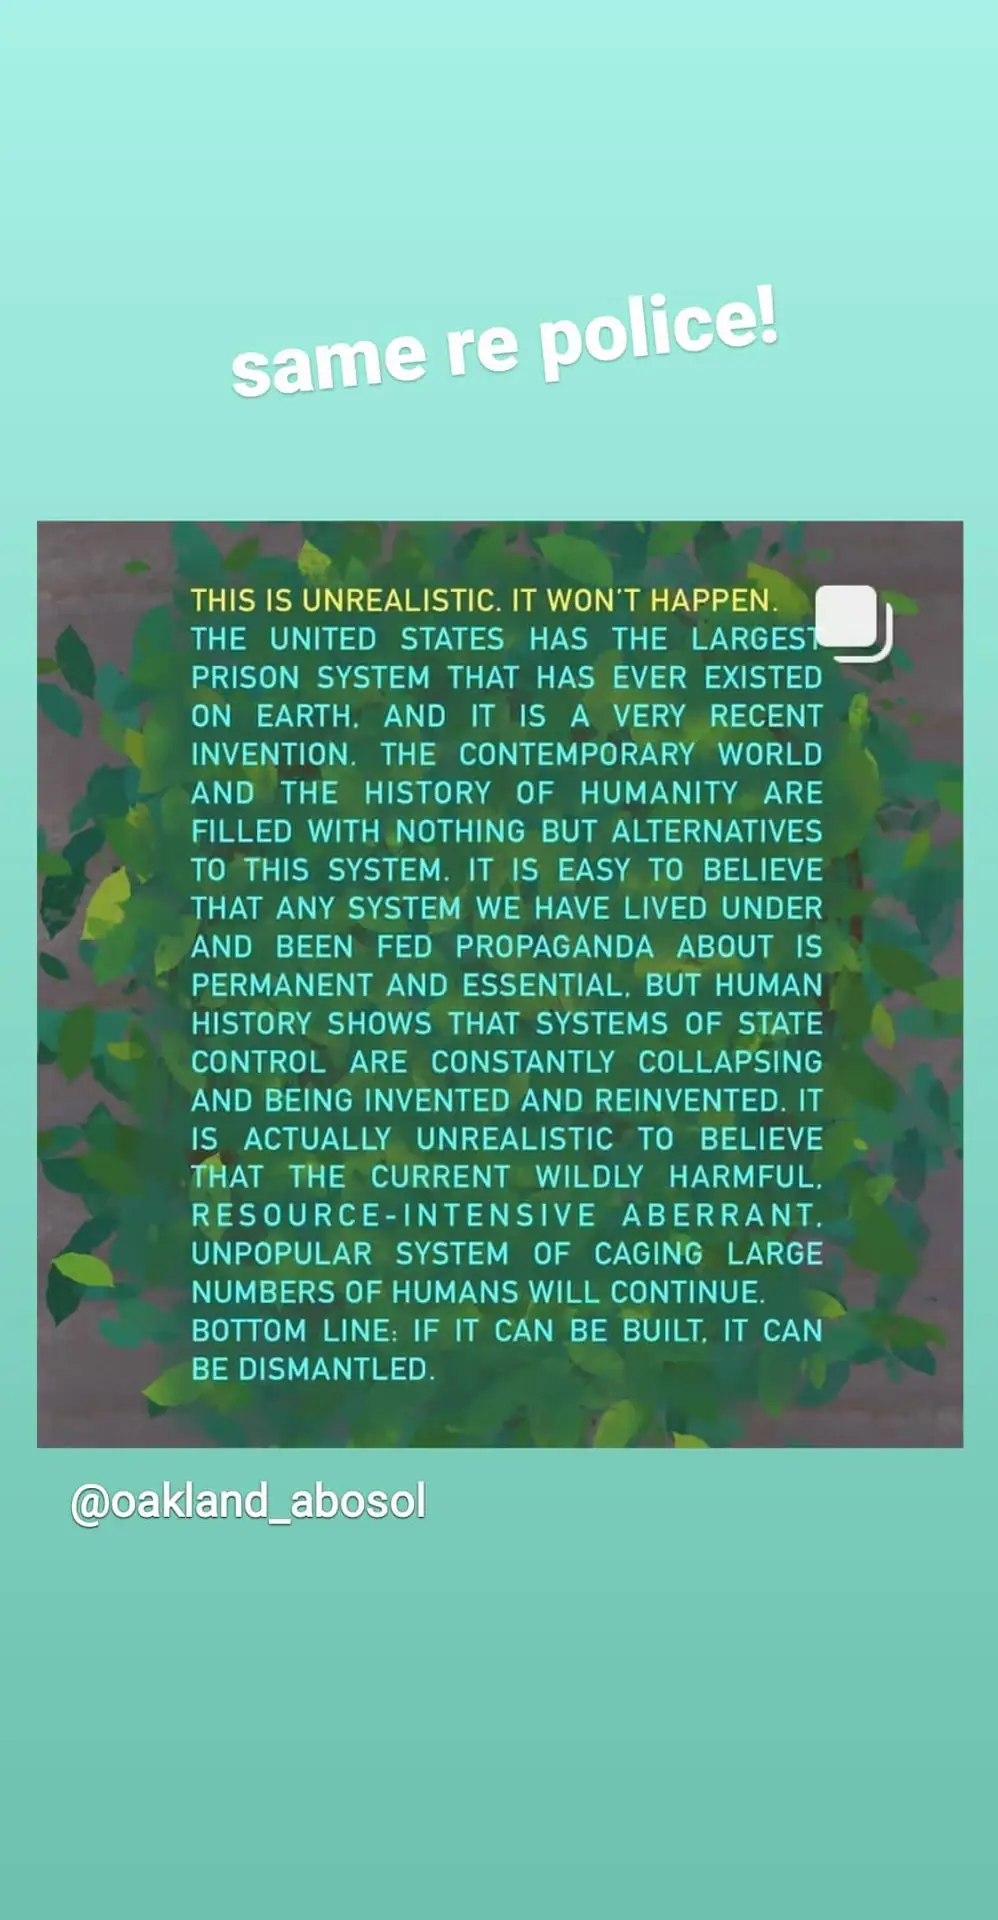 same re police!
THIS IS UNREALISTIC. IT WON'T HAPPEN.
THE UNITED STATES HAS THE LARGEST
PRISON SYSTEM THAT HAS EVER EXISTED
ON EARTH, AND IT IS A VERY RECENT
INVENTION. THE CONTEMPORARY WORLD
AND THE HISTORY OF HUMANITY ARE
FILLED WITH NOTHING BUT ALTERNATIVES
TO THIS SYSTEM. IT IS EASY TO BELIEVE
THAT ANY SYSTEM WE HAVE LIVED UNDER
AND BEEN FED PROPAGANDA ABOUT IS
PERMANENT AND ESSENTIAL, BUT HUMAN
HISTORY SHOWS THAT SYSTEMS OF STATE
CONTROL ARE CONSTANTLY COLLAPSING
AND BEING INVENTED AND REINVENTED. IT
IS ACTUALLY UNREALISTIC TO BELIEVE
THAT THE CURRENT WILDLY HARMFUL,
RESOURCE-INTENSIVE ABERRANT,
UNPOPULAR SYSTEM OF CAGING LARGE
NUMBERS OF HUMANS WILL CONTINUE.
BOTTOM LINE: IF IT CAN BE BUILT, IT CAN
BE DISMANTLED.
@oakland_abosol